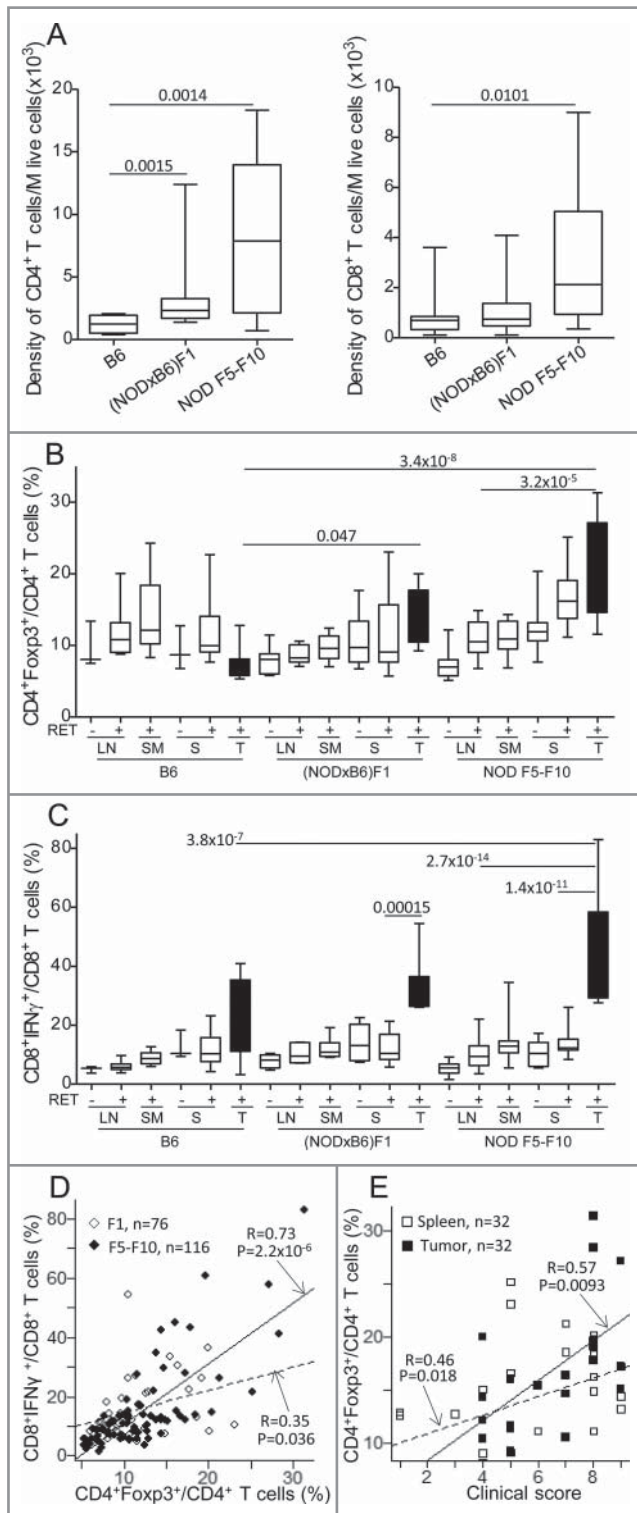 A
Density of CD4⁺ T cells/M live cells(x10³)
20
15
10
5
0
0.0014
0.0015
B6
(NODxB6)F1
NOD F5-F10
Density of CD8⁺ T cells/M live cells (x10³)
10
8
6
4
2
0
0.0101
B6
(NODxB6)F1
NOD F5-F10
B
CD4⁺Foxp3⁺/CD4⁺ T cells (%)
30
20
10
0
3.4x10⁻⁸
3.2x10⁻⁵
0.047
RET - + + - + + - + + - + + - + + - + +
LN SM S T LN SM S T LN SM S T
B6 (NODxB6)F1 NOD F5-F10
C
CD8⁺IFNγ⁺/CD8⁺ T cells (%)
80
60
40
20
0
3.8x10⁻⁷
2.7x10⁻¹⁴
1.4x10⁻¹¹
0.00015
RET - + + - + + - + + - + + - + + - + +
LN SM S T LN SM S T LN SM S T
B6 (NODxB6)F1 NOD F5-F10
D
CD8⁺IFNγ⁺/CD8⁺ T cells (%)
80
60
40
20
0
◇ F1, n=76
◆ F5-F10, n=116
R=0.73
P=2.2x10⁻⁶
R=0.35
P=0.036
10 20 30
CD4⁺Foxp3⁺/CD4⁺ T cells (%)
E
CD4⁺Foxp3⁺/CD4⁺ T cells (%)
30
20
10
□ Spleen, n=32
■ Tumor, n=32
R=0.57
P=0.0093
R=0.46
P=0.018
2 4 6 8
Clinical score